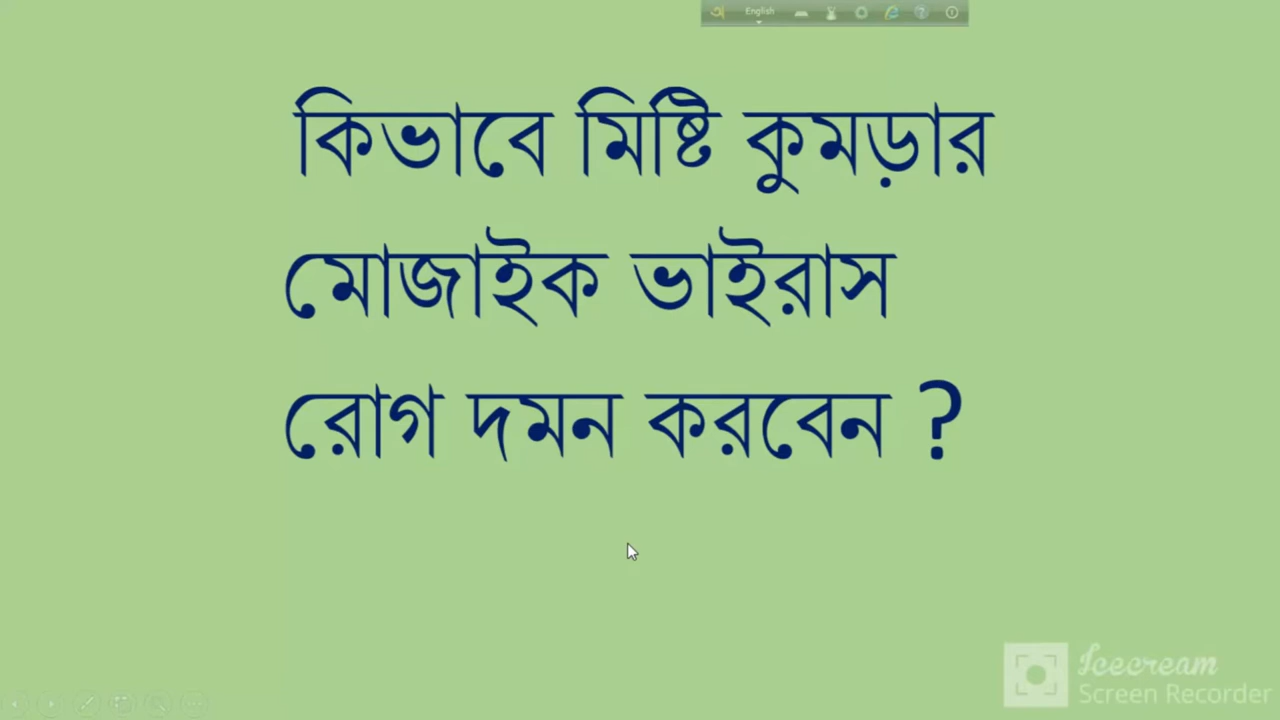 English
কিভাবে মিষ্টি কুমড়ার
মোজাইক ভাইরাস
রোগ দমন করবেন ?
Icecream
Screen Recorder